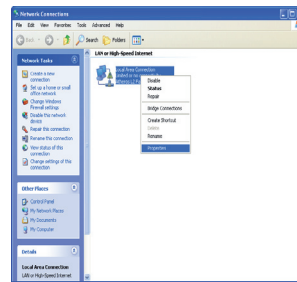 Network Connections
File Edit View Favorites Tools Advanced Help
Back Search Folders
LAN or High-Speed Internet
Network Tasks
Create a new connection
Set up a home or small office network
Change Windows Firewall settings
Disable this network device
Repair this connection
Rename this connection
View status of this connection
Change settings of this connection
Other Places
Control Panel
My Network Places
My Documents
My Computer
Details
Local Area Connection
LAN or High-Speed Internet
Local Area Connection
Limited or no
Disable
Status
Repair
Bridge Connections
Create Shortcut
Delete
Rename
Properties